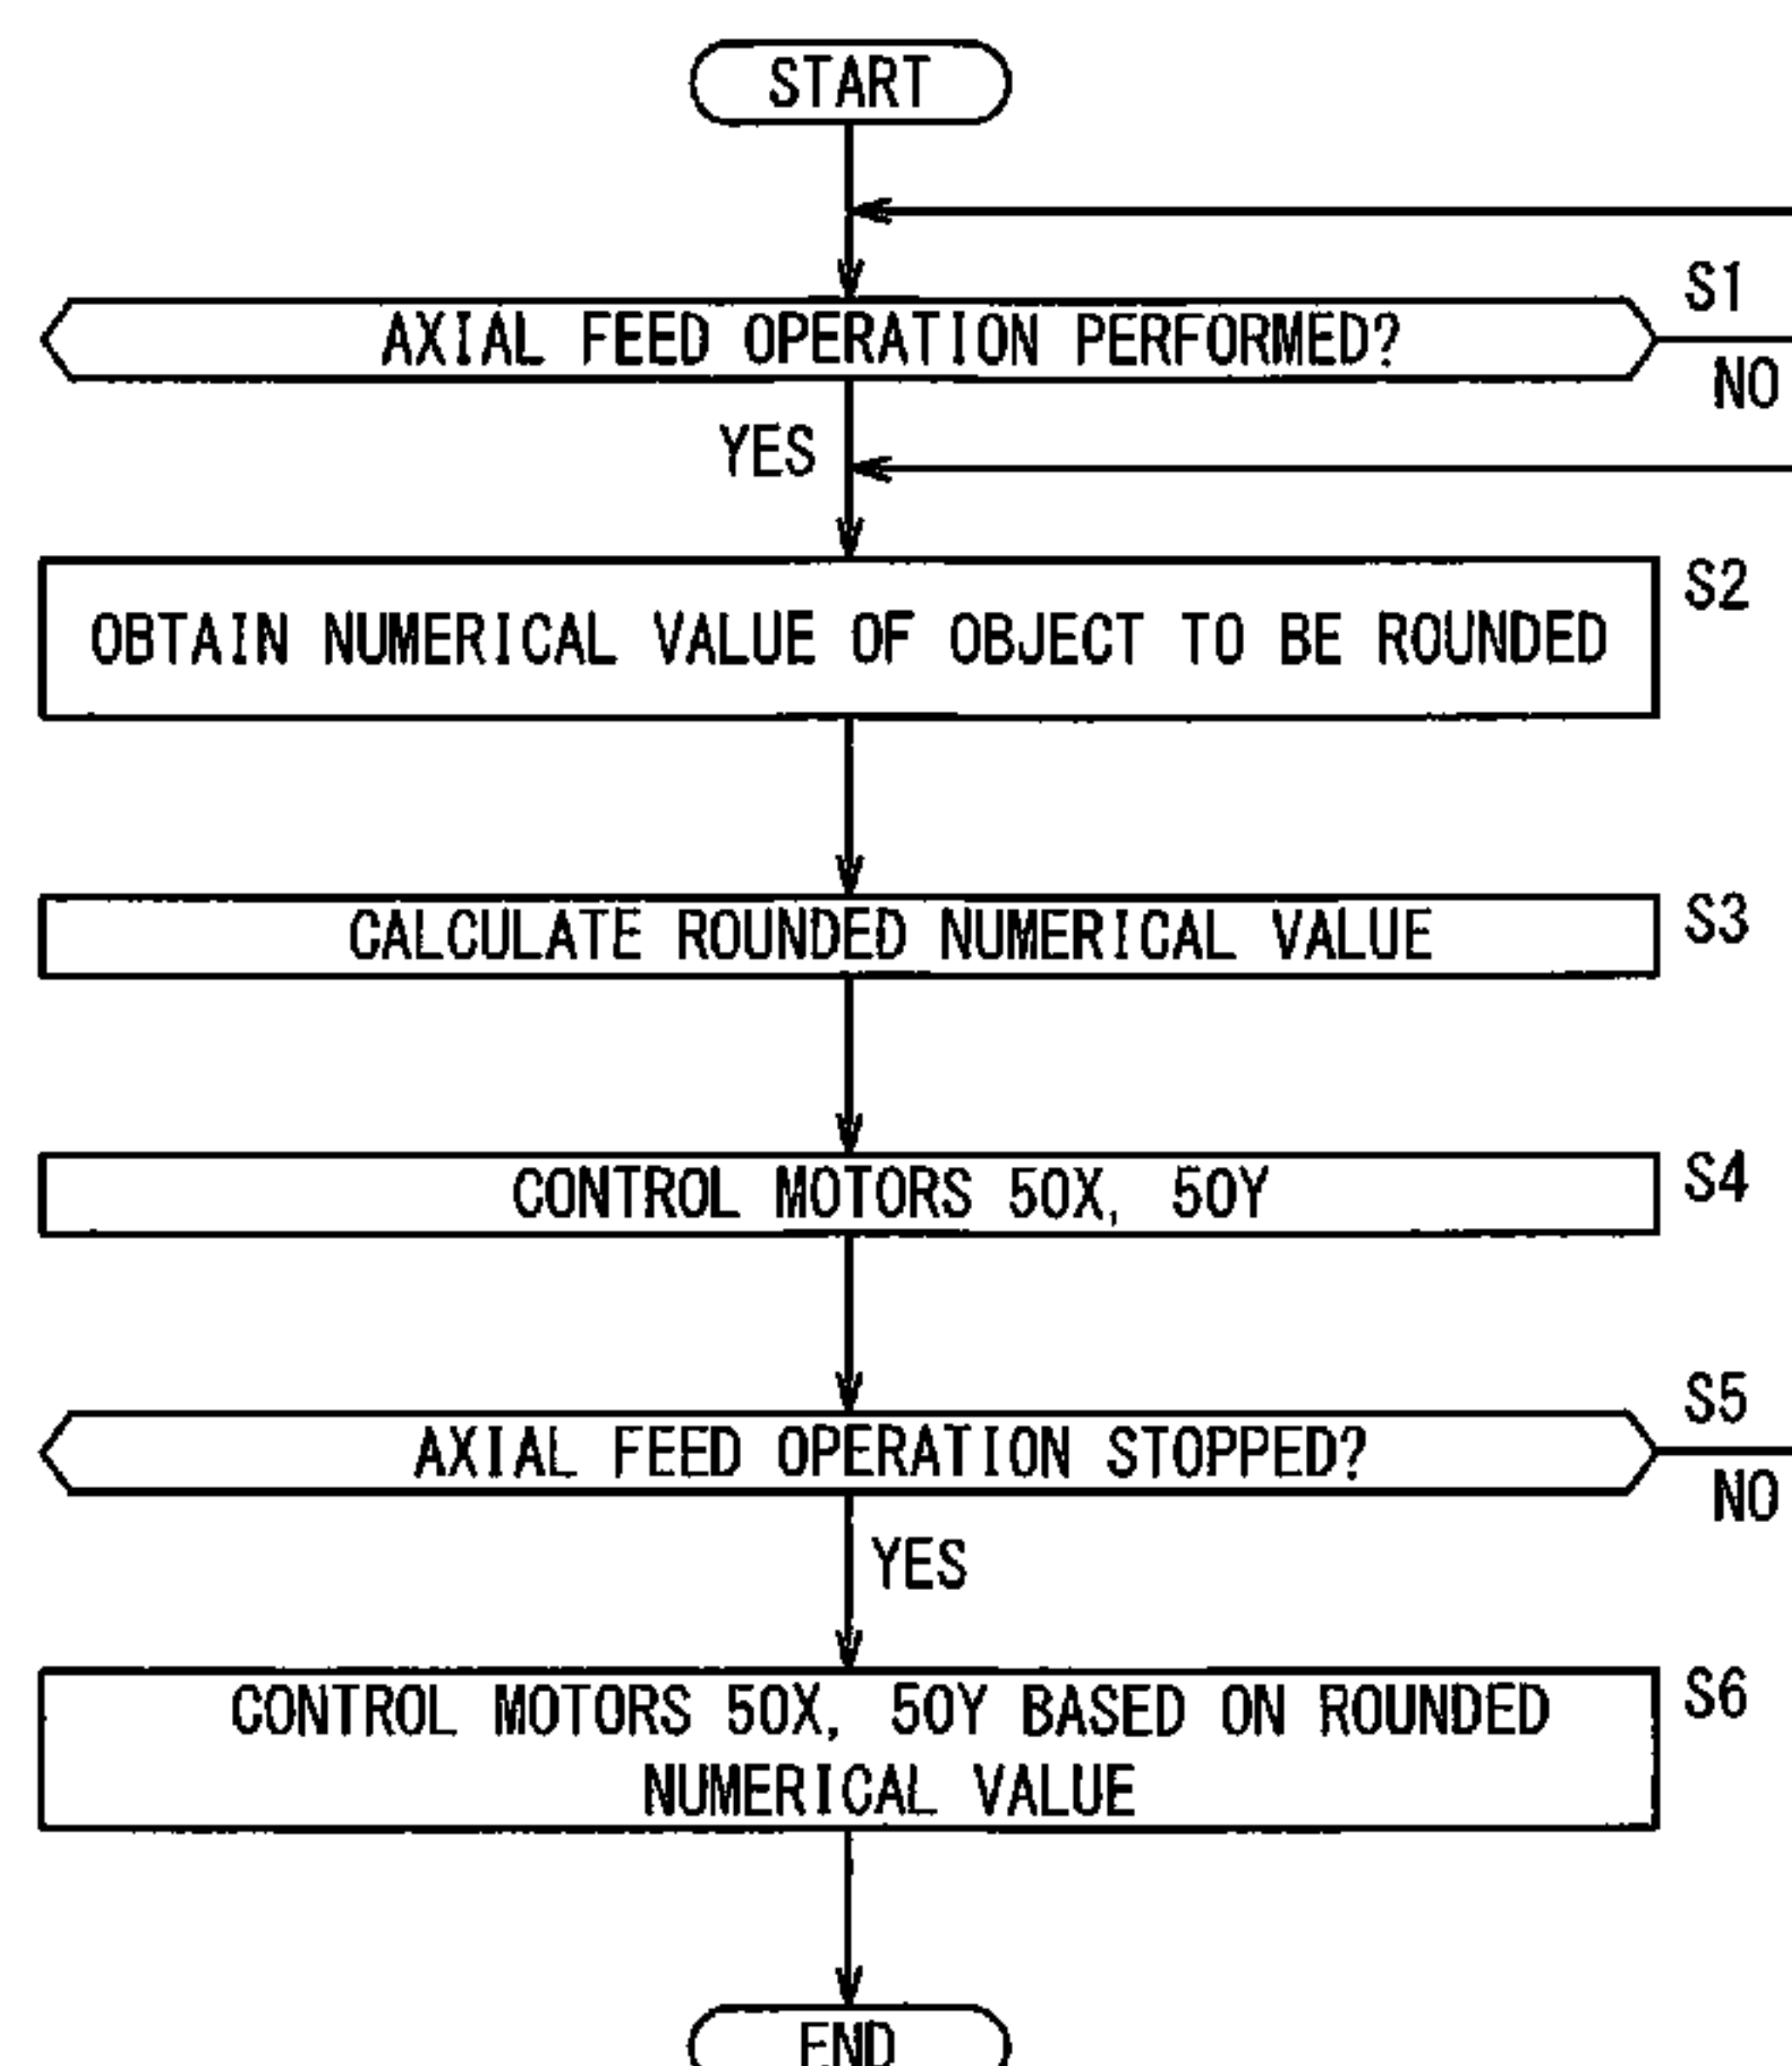 START
S1
AXIAL FEED OPERATION PERFORMED?
NO
YES
S2
OBTAIN NUMERICAL VALUE OF OBJECT TO BE ROUNDED
S3
CALCULATE ROUNDED NUMERICAL VALUE
S4
CONTROL MOTORS 50X, 50Y
S5
AXIAL FEED OPERATION STOPPED?
NO
YES
S6
CONTROL MOTORS 50X, 50Y BASED ON ROUNDED
NUMERICAL VALUE
END